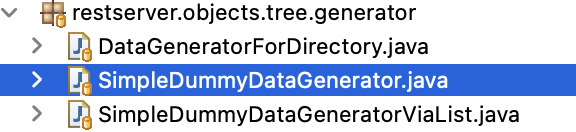 restserver.objects.tree.generator
DataGeneratorForDirectory.java
SimpleDummyDataGenerator.java
SimpleDummyDataGeneratorViaList.java